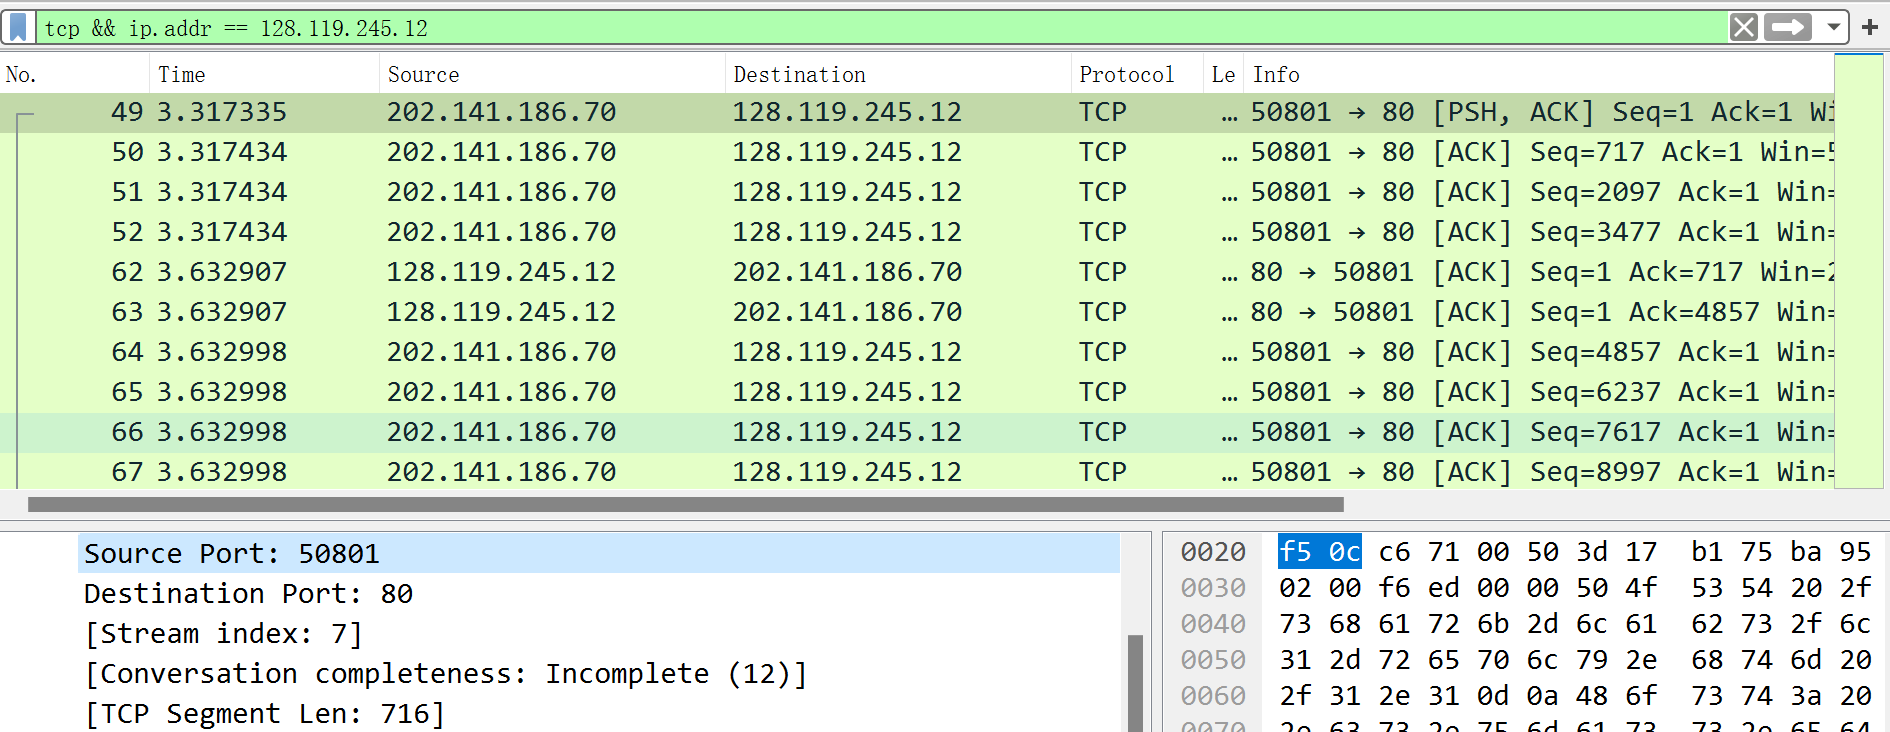 tcp && ip.addr == 128.119.245.12
No. Time Source Destination Protocol Le Info
49 3.317335 202.141.186.70 128.119.245.12 TCP … 50801 → 80 [PSH, ACK] Seq=1 Ack=1 Wi
50 3.317434 202.141.186.70 128.119.245.12 TCP … 50801 → 80 [ACK] Seq=717 Ack=1 Win=5
51 3.317434 202.141.186.70 128.119.245.12 TCP … 50801 → 80 [ACK] Seq=2097 Ack=1 Win=
52 3.317434 202.141.186.70 128.119.245.12 TCP … 50801 → 80 [ACK] Seq=3477 Ack=1 Win=
62 3.632907 128.119.245.12 202.141.186.70 TCP … 80 → 50801 [ACK] Seq=1 Ack=717 Win=2
63 3.632907 128.119.245.12 202.141.186.70 TCP … 80 → 50801 [ACK] Seq=1 Ack=4857 Win=
64 3.632998 202.141.186.70 128.119.245.12 TCP … 50801 → 80 [ACK] Seq=4857 Ack=1 Win=
65 3.632998 202.141.186.70 128.119.245.12 TCP … 50801 → 80 [ACK] Seq=6237 Ack=1 Win=
66 3.632998 202.141.186.70 128.119.245.12 TCP … 50801 → 80 [ACK] Seq=7617 Ack=1 Win=
67 3.632998 202.141.186.70 128.119.245.12 TCP … 50801 → 80 [ACK] Seq=8997 Ack=1 Win=
Source Port: 50801
Destination Port: 80
[Stream index: 7]
[Conversation completeness: Incomplete (12)]
[TCP Segment Len: 716]
0020 f5 0c c6 71 00 50 3d 17 b1 75 ba 95
0030 02 00 f6 ed 00 00 50 4f 53 54 20 2f
0040 73 68 61 72 6b 2d 6c 61 62 73 2f 6c
0050 31 2d 72 65 70 6c 79 2e 68 74 6d 20
0060 2f 31 2e 31 0d 0a 48 6f 73 74 3a 20
0070 2e 63 73 2e 75 6d 61 73 73 2e 65 64